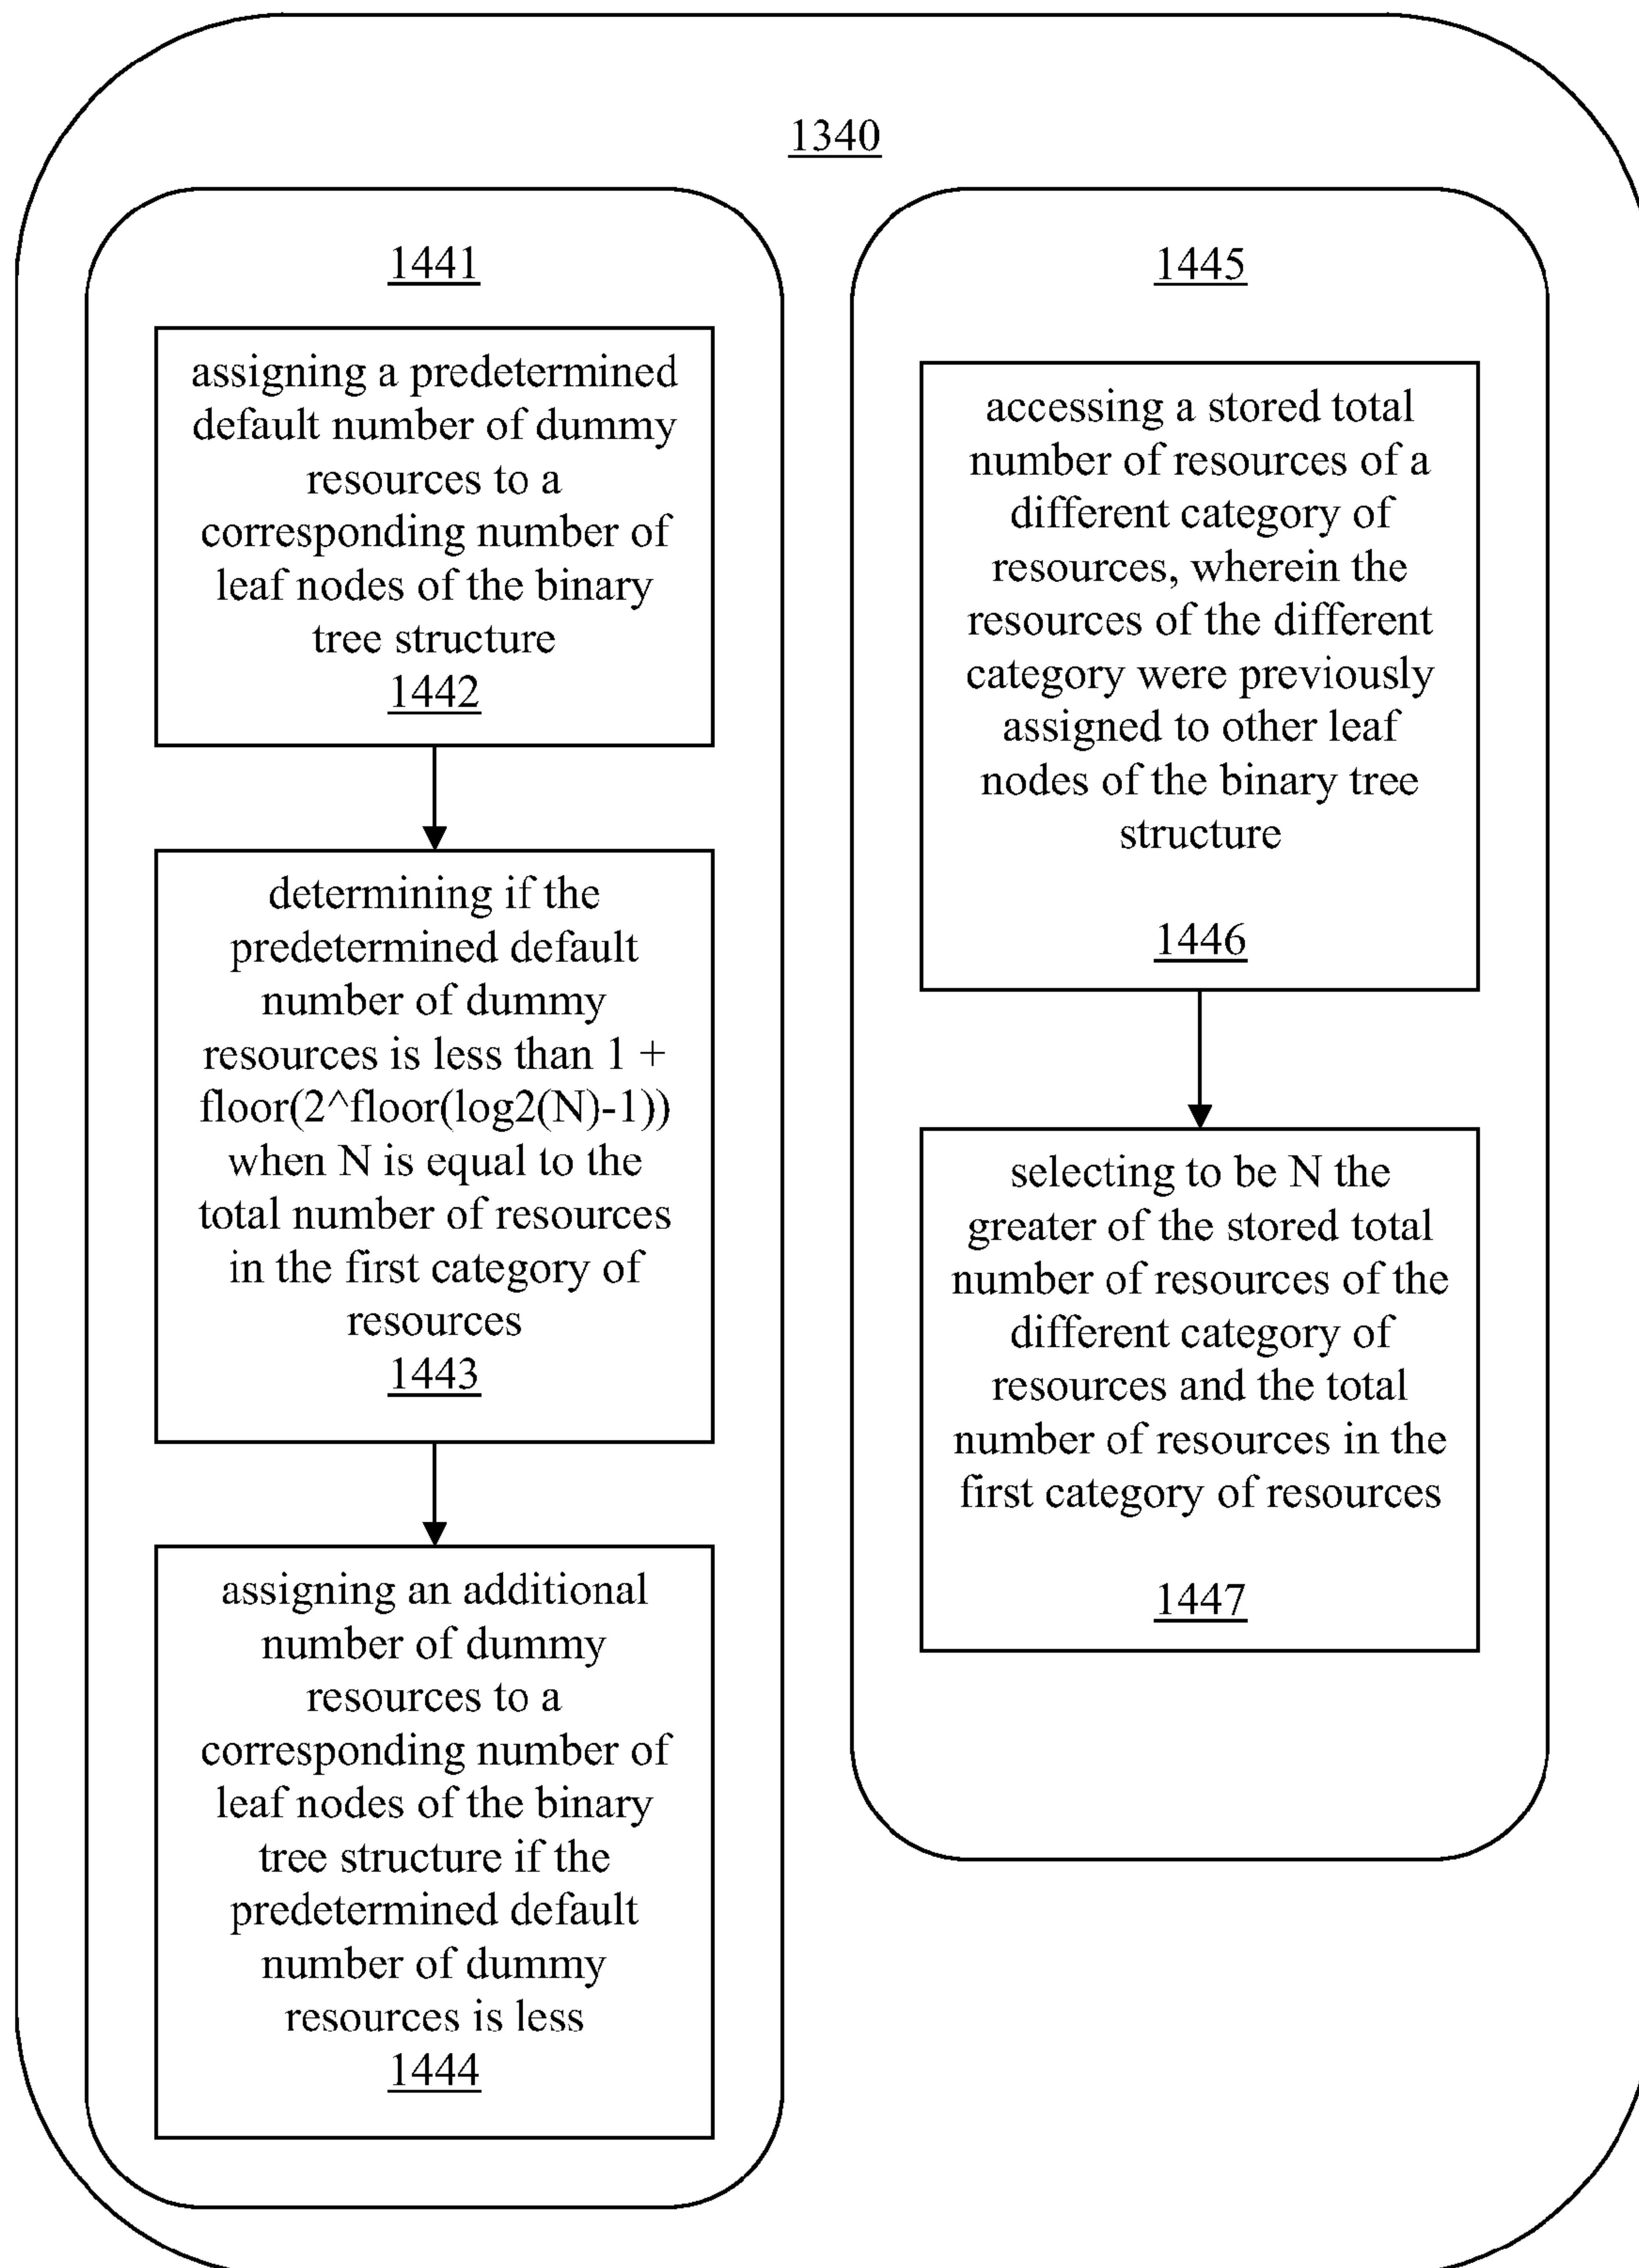 1340
1441
assigning a predetermined
default number of dummy
resources to a
corresponding number of
leaf nodes of the binary
tree structure
1442
determining if the
predetermined default
number of dummy
resources is less than 1 +
floor(2^floor(log2(N)-1))
when N is equal to the
total number of resources
in the first category of
resources
1443
assigning an additional
number of dummy
resources to a
corresponding number of
leaf nodes of the binary
tree structure if the
predetermined default
number of dummy
resources is less
1444
1445
accessing a stored total
number of resources of a
different category of
resources, wherein the
resources of the different
category were previously
assigned to other leaf
nodes of the binary tree
structure
1446
selecting to be N the
greater of the stored total
number of resources of the
different category of
resources and the total
number of resources in the
first category of resources
1447